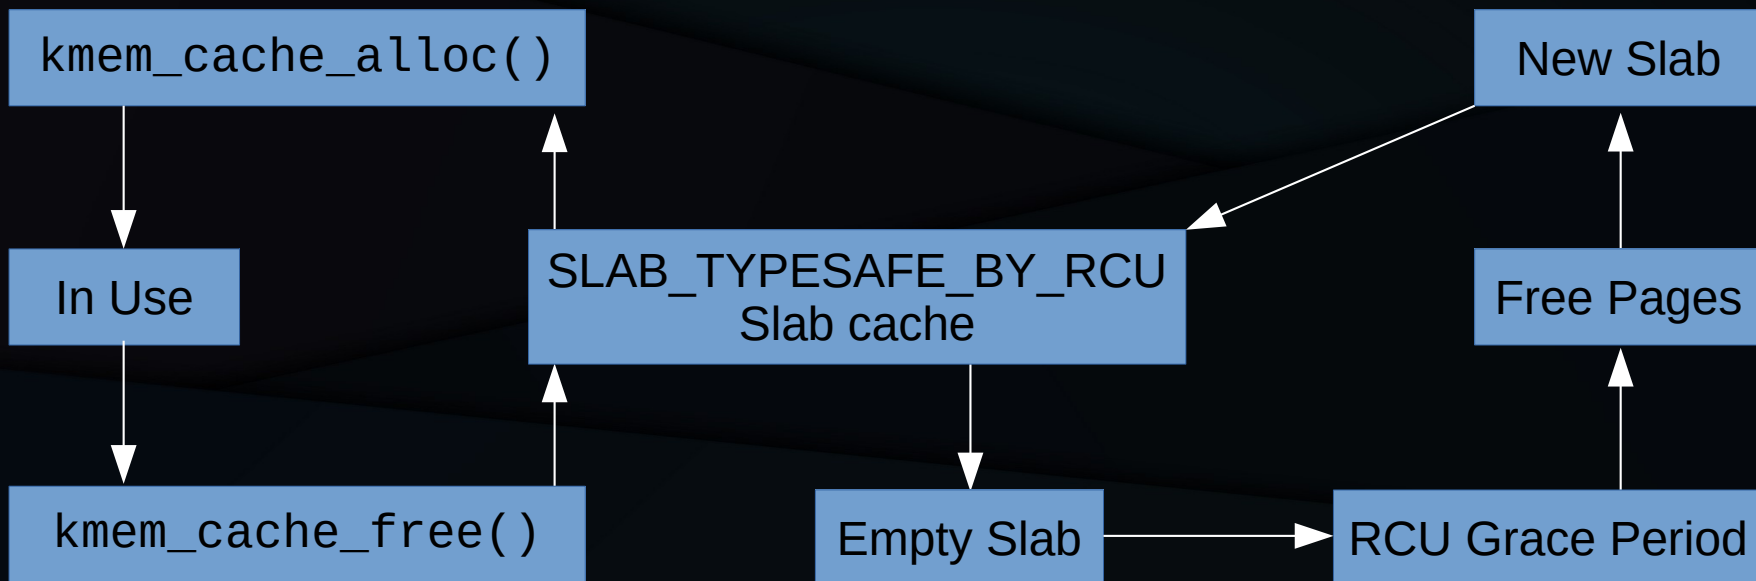 kmem_cache_alloc()
New Slab
SLAB_TYPESAFE_BY_RCU
Slab cache
In Use
Free Pages
kmem_cache_free()
Empty Slab
RCU Grace Period